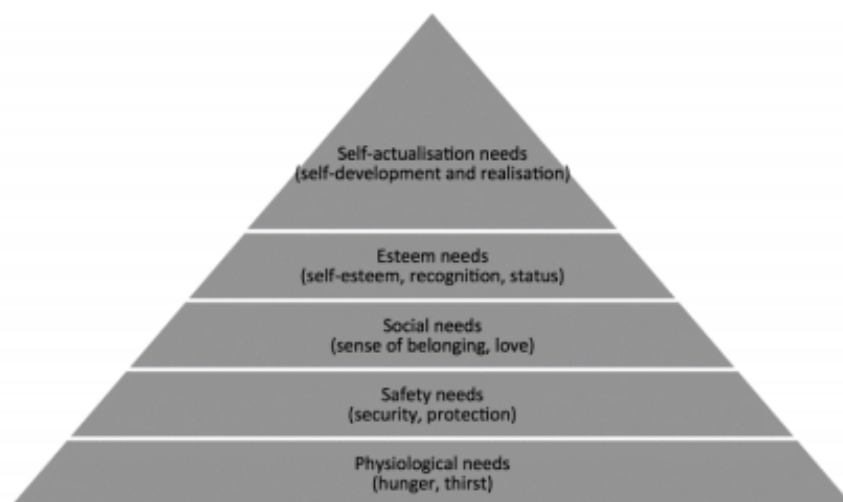 Self-actualisation needs
(self-development and realisation)
Esteem needs
(self-esteem, recognition, status)
Social needs
(sense of belonging, love)
Safety needs
(security, protection)
Physiological needs
(hunger, thirst)